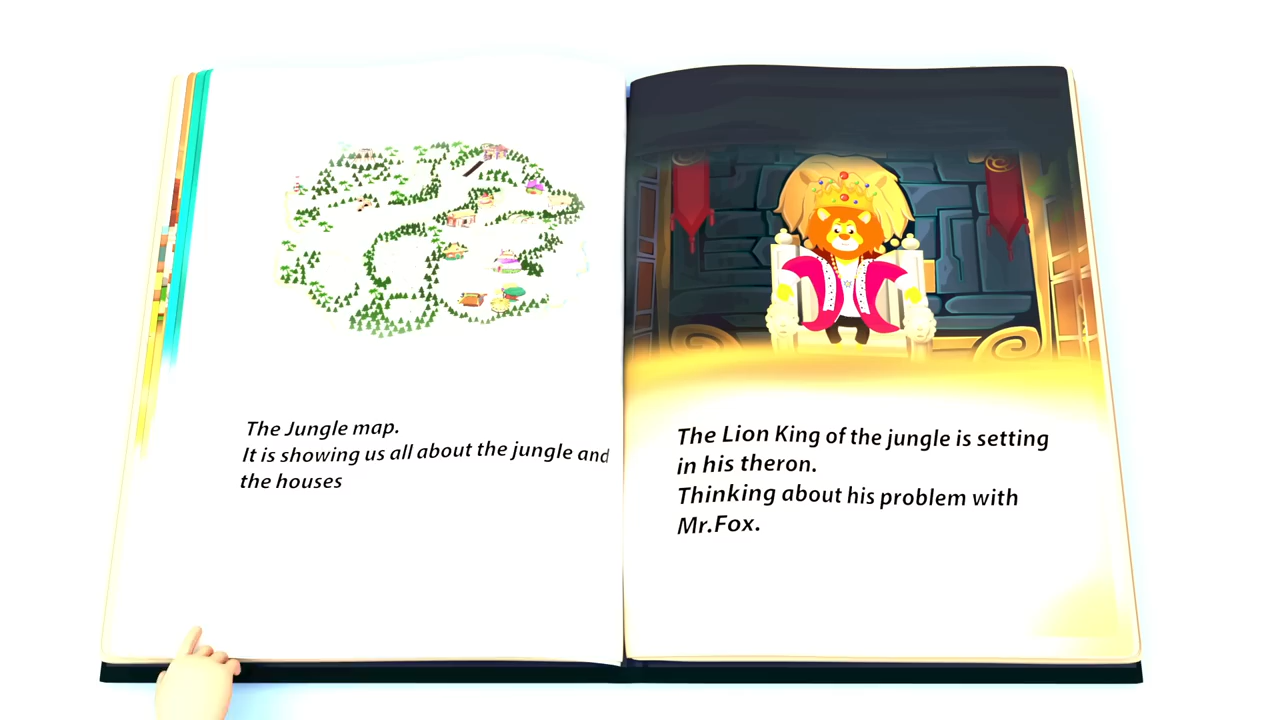 The Jungle map.
It is showing us all about the jungle and
the houses
The Lion King of the jungle is setting
in his theron.
Thinking about his problem with
Mr.Fox.